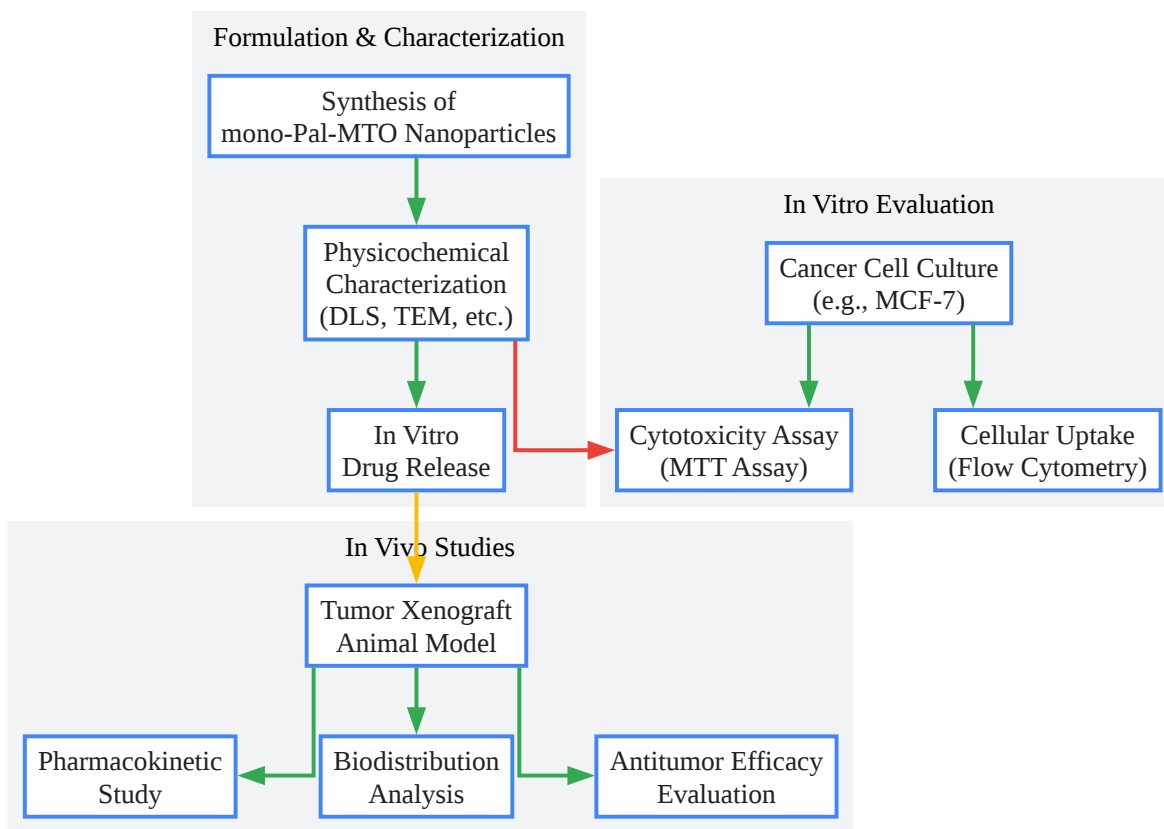 Formulation & Characterization
Synthesis of
mono-Pal-MTO Nanoparticles
Physicochemical
Characterization
(DLS, TEM, etc.)
In Vitro
Drug Release
In Vitro Evaluation
Cancer Cell Culture
(e.g., MCF-7)
Cytotoxicity Assay
(MTT Assay)
Cellular Uptake
(Flow Cytometry)
In Vivo Studies
Tumor Xenograft
Animal Model
Pharmacokinetic
Study
Biodistribution
Analysis
Antitumor Efficacy
Evaluation